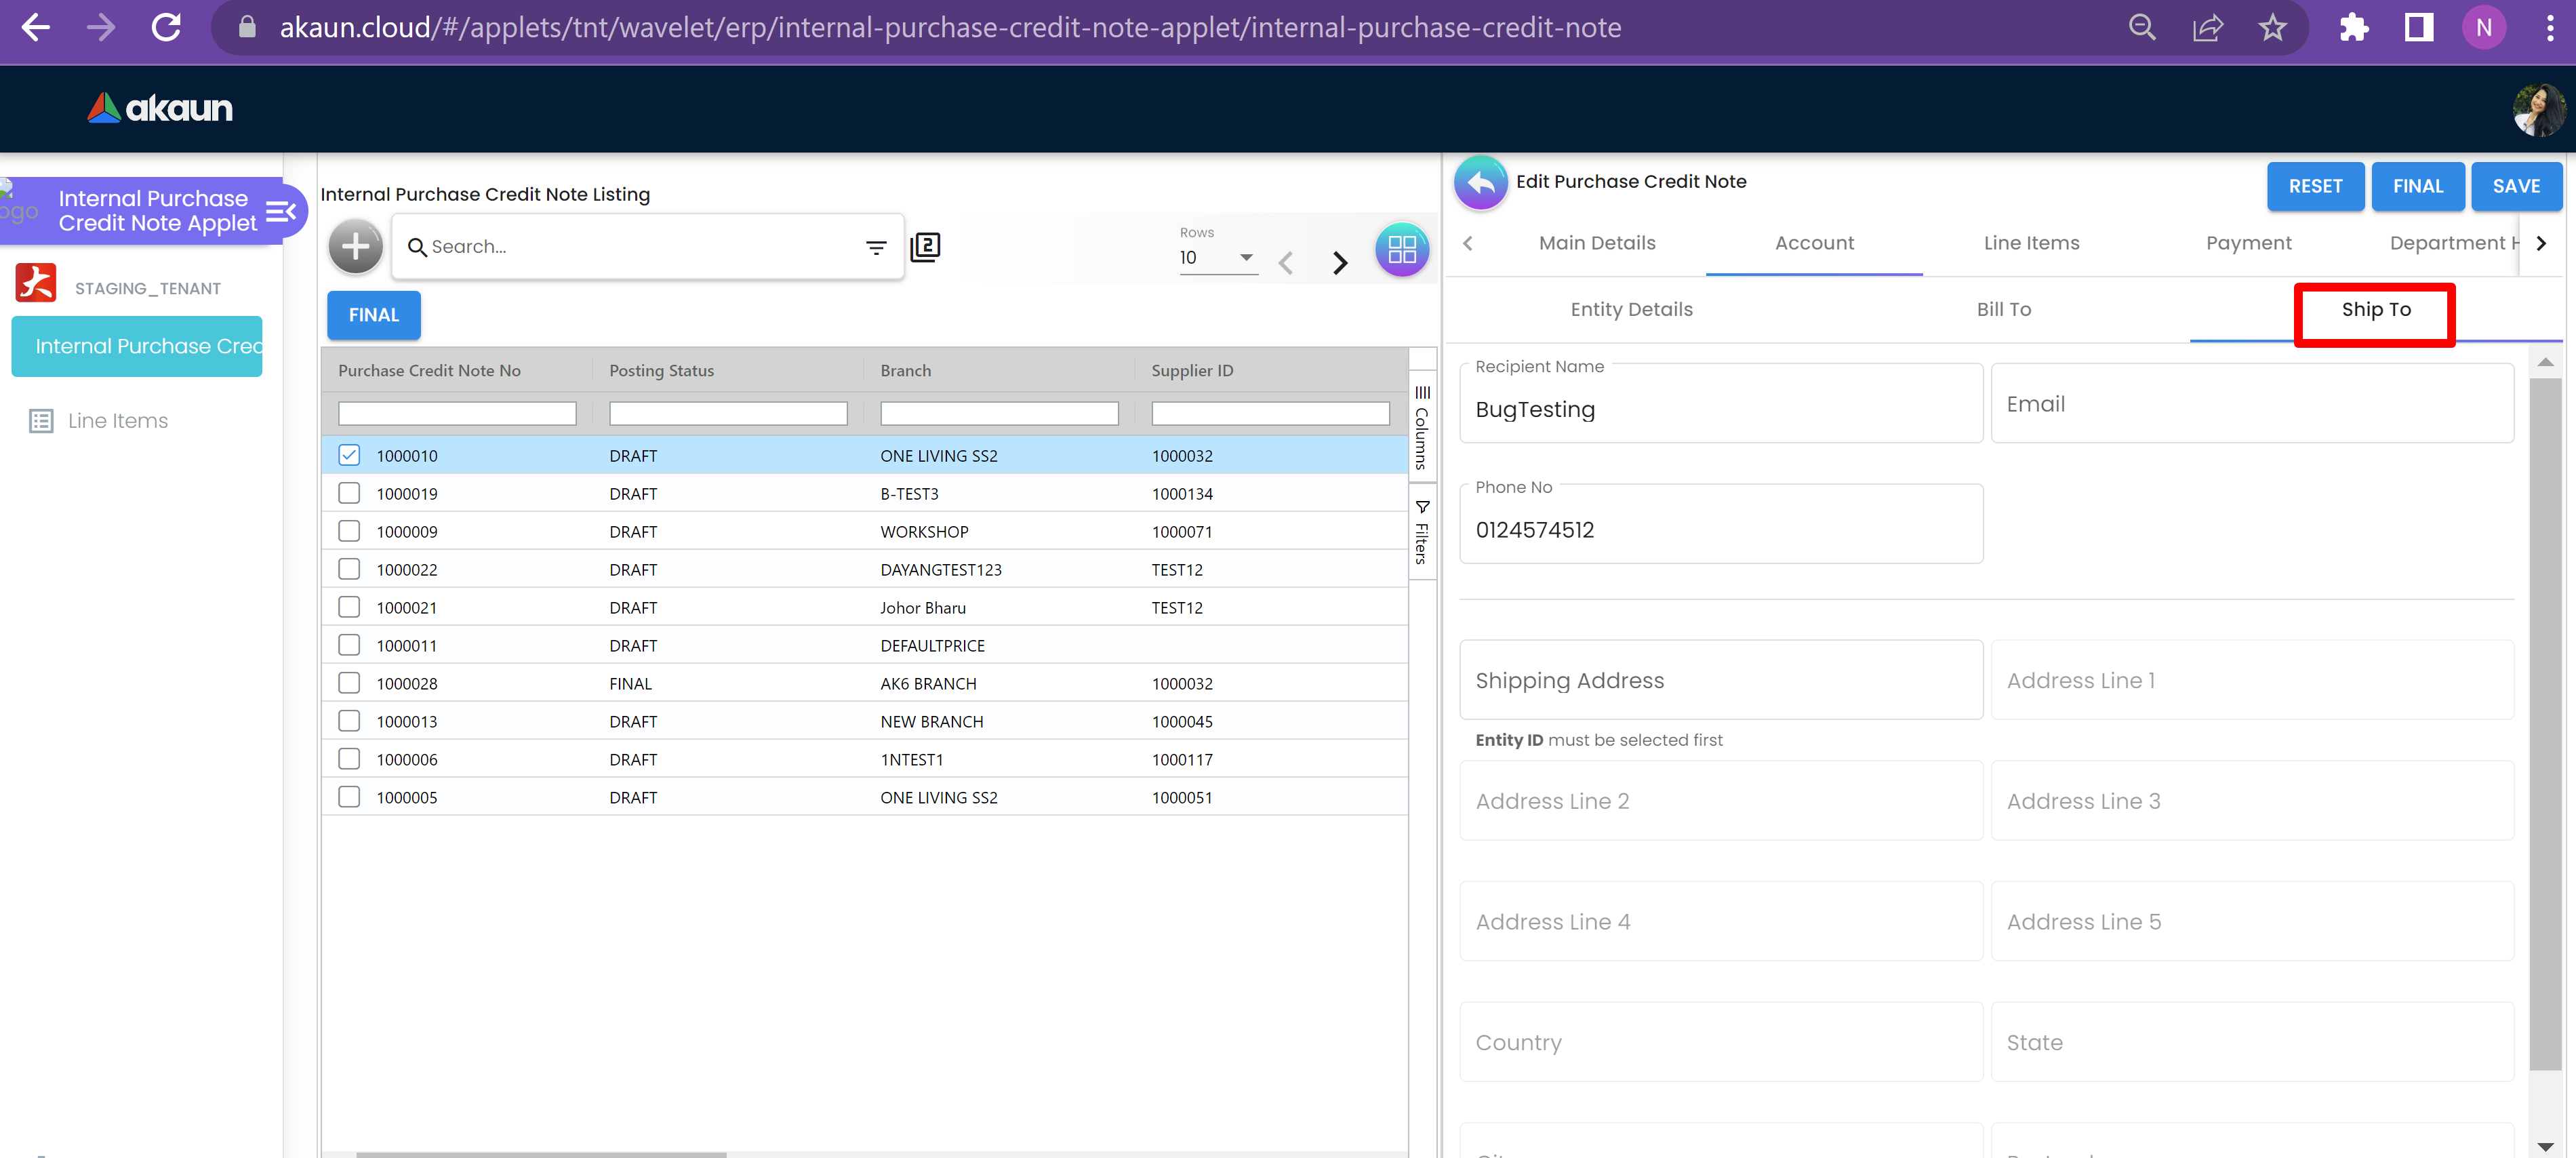 akaun.cloud/#/applets/tnt/wavelet/erp/internal-purchase-credit-note-applet/internal-purchase-credit-note
N
akaun
ogo
Internal Purchase
Credit Note Applet
STAGING_TENANT
Internal Purchase Crec
Line Items
Internal Purchase Credit Note Listing
Search...
2
Rows
10
FINAL
Purchase Credit Note No Posting Status Branch Supplier ID
1000010 DRAFT ONE LIVING SS2 1000032
1000019 DRAFT B-TEST3 1000134
1000009 DRAFT WORKSHOP 1000071
1000022 DRAFT DAYANGTEST123 TEST12
1000021 DRAFT Johor Bharu TEST12
1000011 DRAFT DEFAULTPRICE
1000028 FINAL AK6 BRANCH 1000032
1000013 DRAFT NEW BRANCH 1000045
1000006 DRAFT 1NTEST1 1000117
1000005 DRAFT ONE LIVING SS2 1000051
Columns
Filters
Edit Purchase Credit Note
RESET FINAL SAVE
Main Details Account Line Items Payment Department H
Entity Details Bill To Ship To
Recipient Name
BugTesting
Email
Phone No
0124574512
Shipping Address Address Line 1
Entity ID must be selected first
Address Line 2 Address Line 3
Address Line 4 Address Line 5
Country State